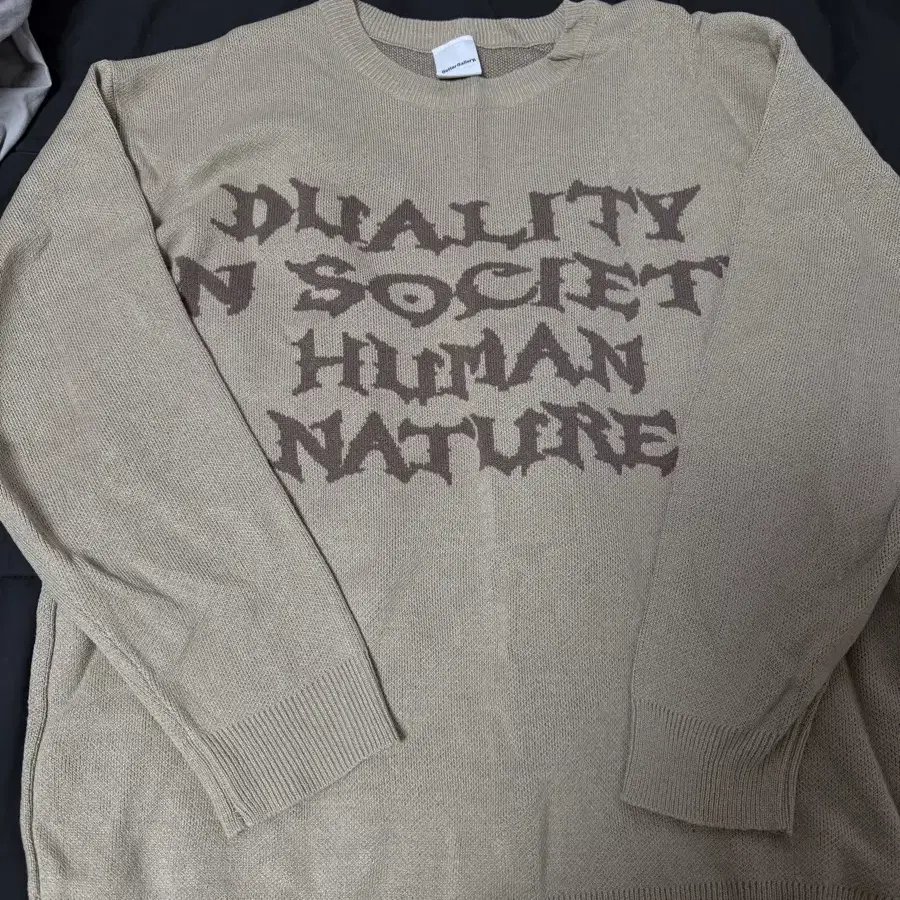 DUALITY
N SOCIET
HUMAN
NATURE